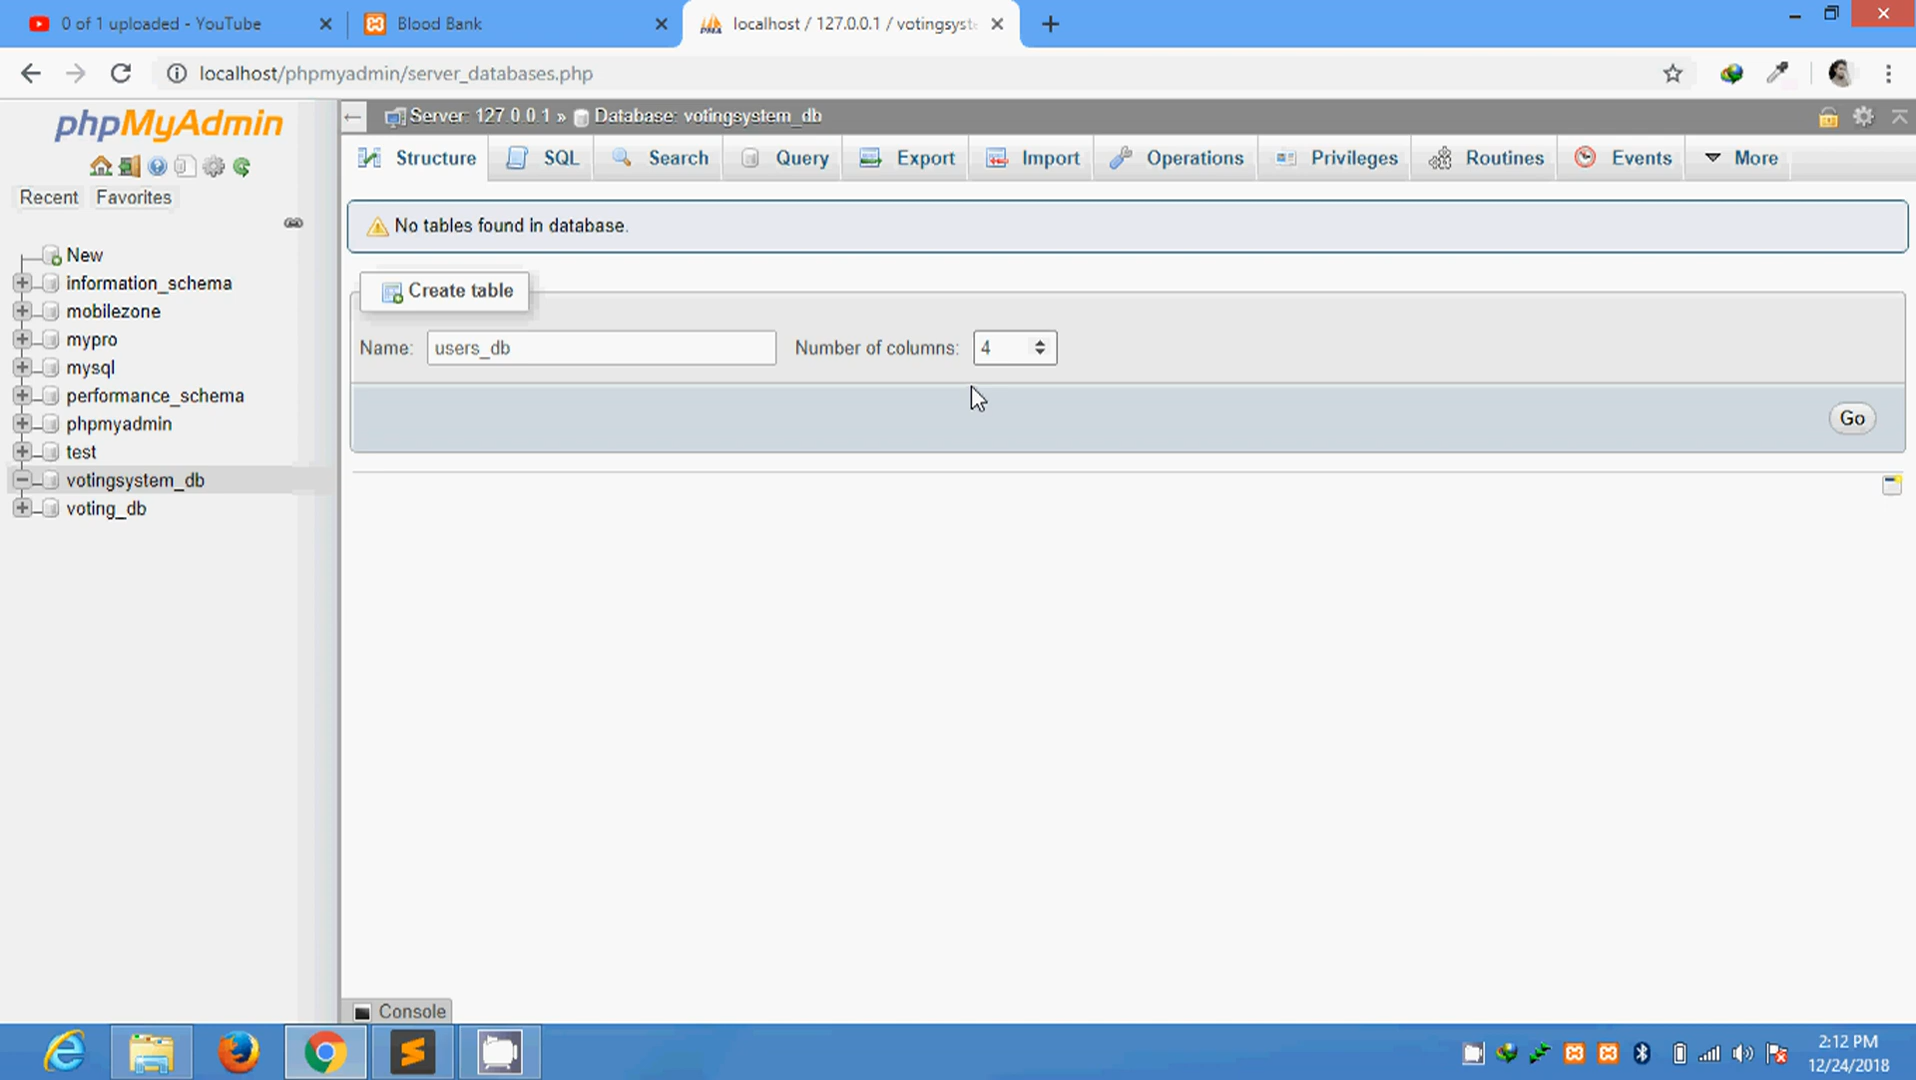 0 of 1 uploaded - YouTube
Blood Bank
localhost / 127.0.0.1 / votingsyst
localhost/phpmyadmin/server_databases.php
phpMyAdmin
Recent Favorites
New
information_schema
mobilezone
mypro
mysql
performance_schema
phpmyadmin
test
votingsystem_db
voting_db
Server: 127.0.0.1 » Database: votingsystem_db
Structure SQL Search Query Export Import Operations Privileges Routines Events More
No tables found in database.
Create table
Name: users_db Number of columns: 4
Go
Console
2:12 PM
12/24/2018